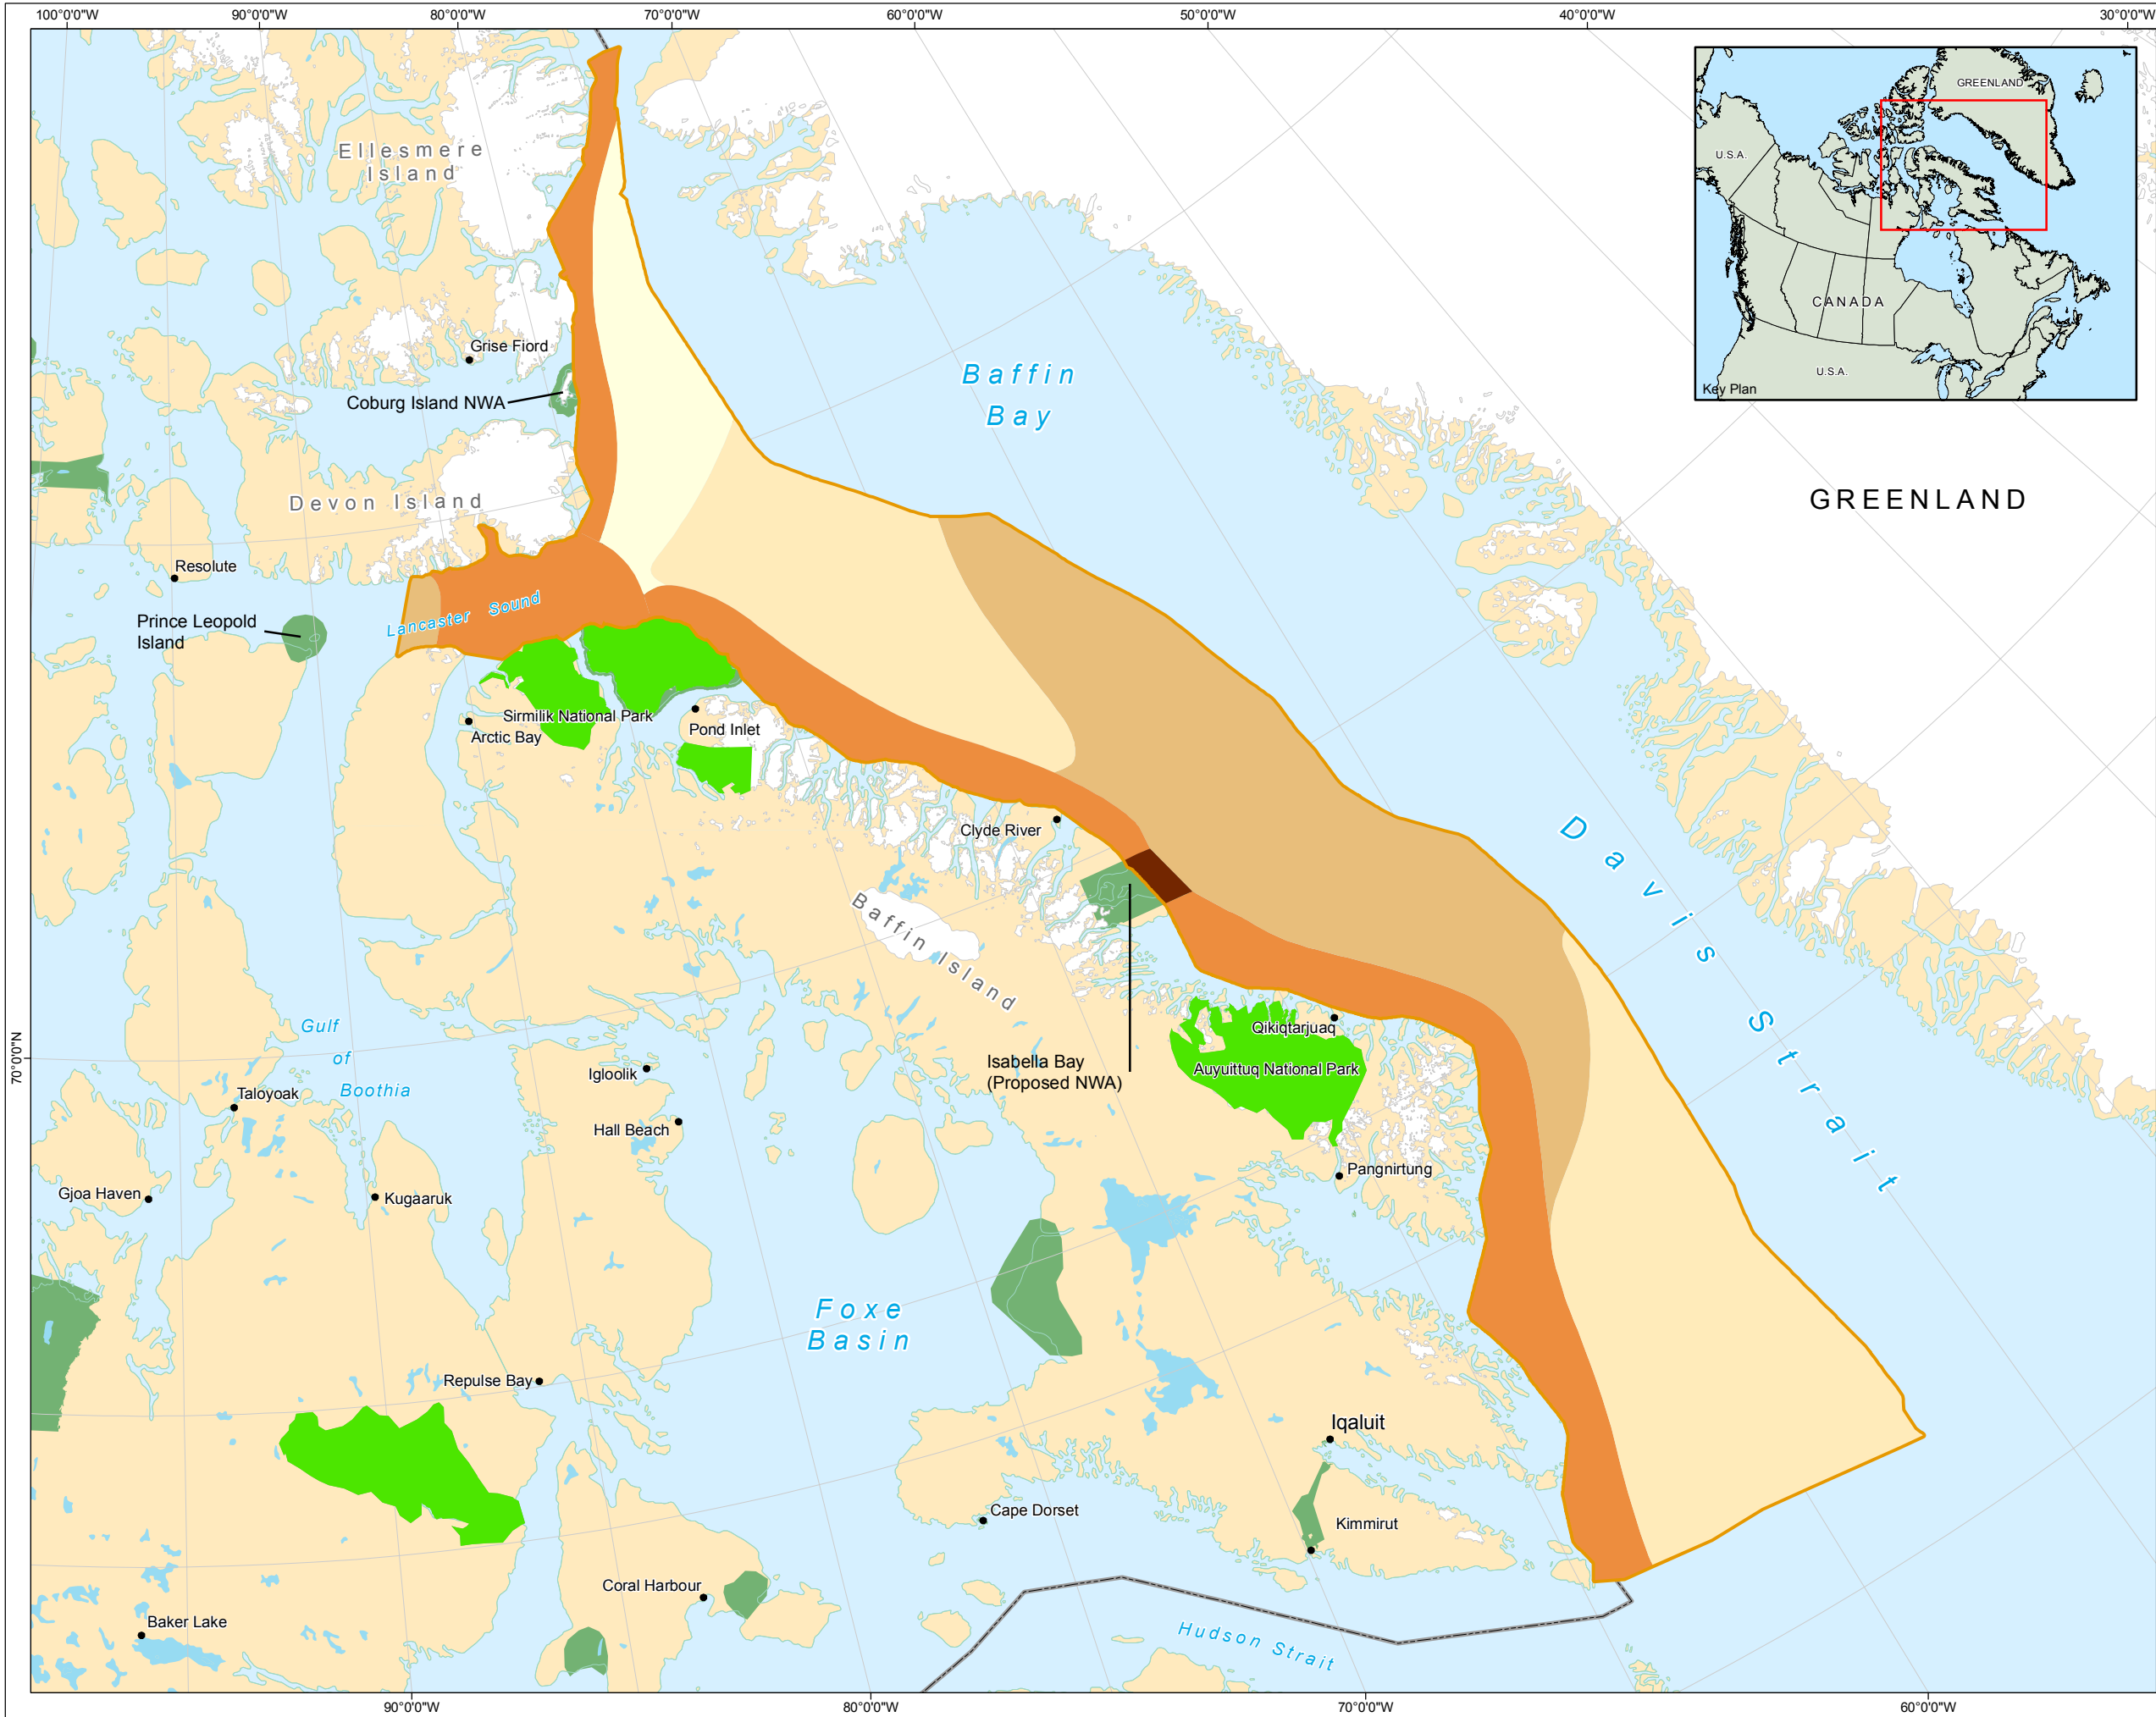 100°0'0"W
90°0'0"W
80°0'0"W
70°0'0"W
60°0'0"W
50°0'0"W
40°0'0"W
30°0'0"W
GREENLAND
U.S.A.
CANADA
U.S.A.
Key Plan
Ellesmere
Island
Grise Fiord
Coburg Island NWA
Baffin
Bay
Devon Island
GREENLAND
Resolute
Lancaster Sound
Prince Leopold
Island
Sirmilik National Park
Arctic Bay
Pond Inlet
Clyde River
Davis Strait
Baffin Island
Gulf
of
Boothia
Isabella Bay
(Proposed NWA)
Qikiqtarjuaq
Auyuittuq National Park
70°0'0"N
Igloolik
Taloyoak
Hall Beach
Pangnirtung
Gjoa Haven
Kugaaruk
Foxe
Basin
Repulse Bay
Iqaluit
Cape Dorset
Kimmirut
Coral Harbour
Baker Lake
Hudson Strait
90°0'0"W
80°0'0"W
70°0'0"W
60°0'0"W